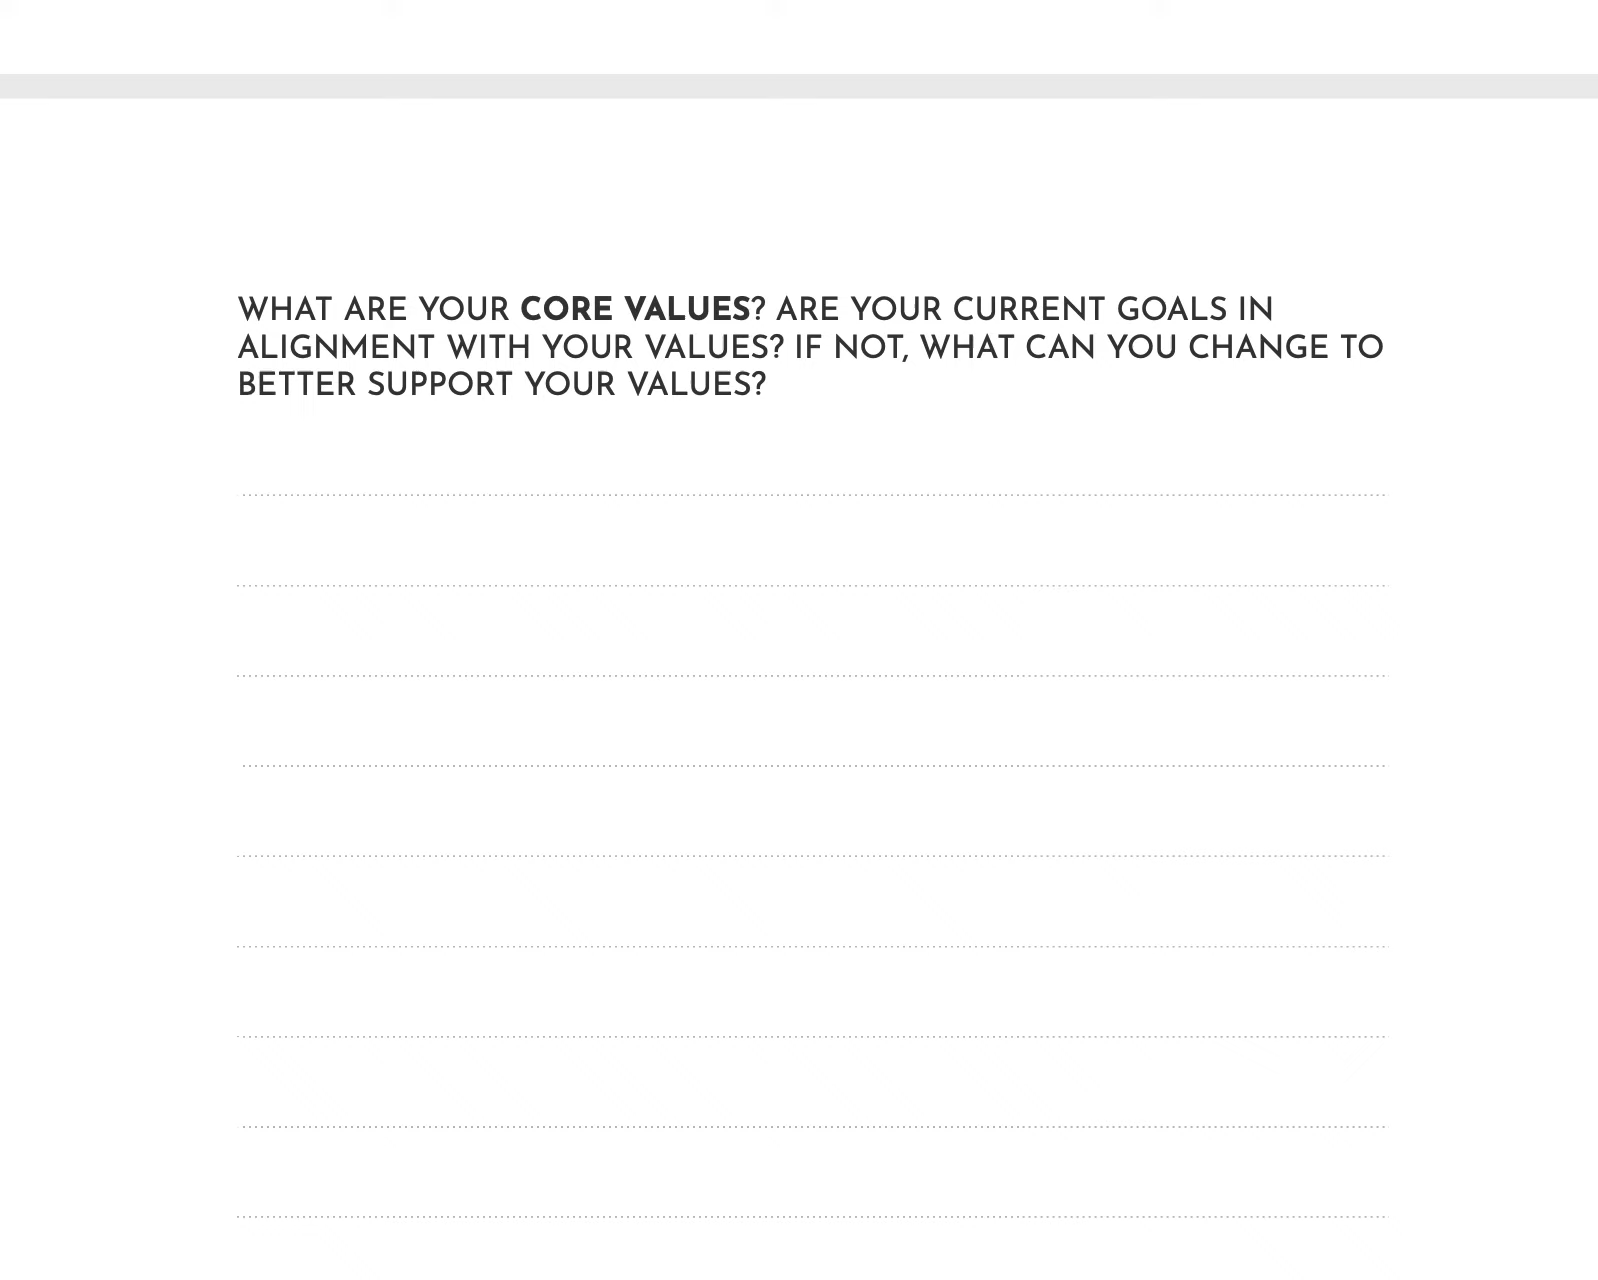 WHAT ARE YOUR CORE VALUES? ARE YOUR CURRENT GOALS IN
ALIGNMENT WITH YOUR VALUES? IF NOT, WHAT CAN YOU CHANGE TO
BETTER SUPPORT YOUR VALUES?